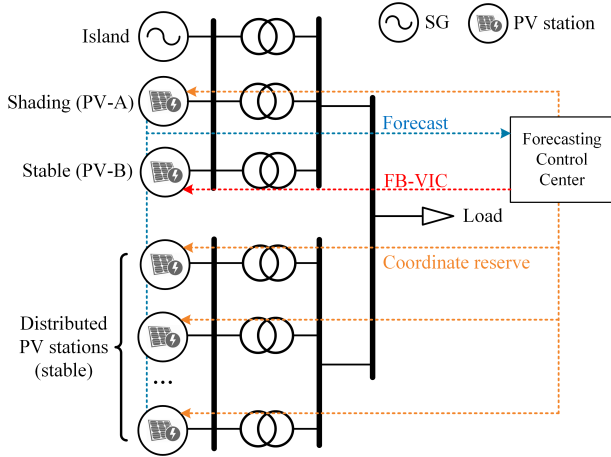 SG
PV station
Island
Shading (PV-A)
Forecast
Forecasting
Control
Center
Stable (PV-B)
FB-VIC
Load
Coordinate reserve
Distributed
PV stations
(stable)
...